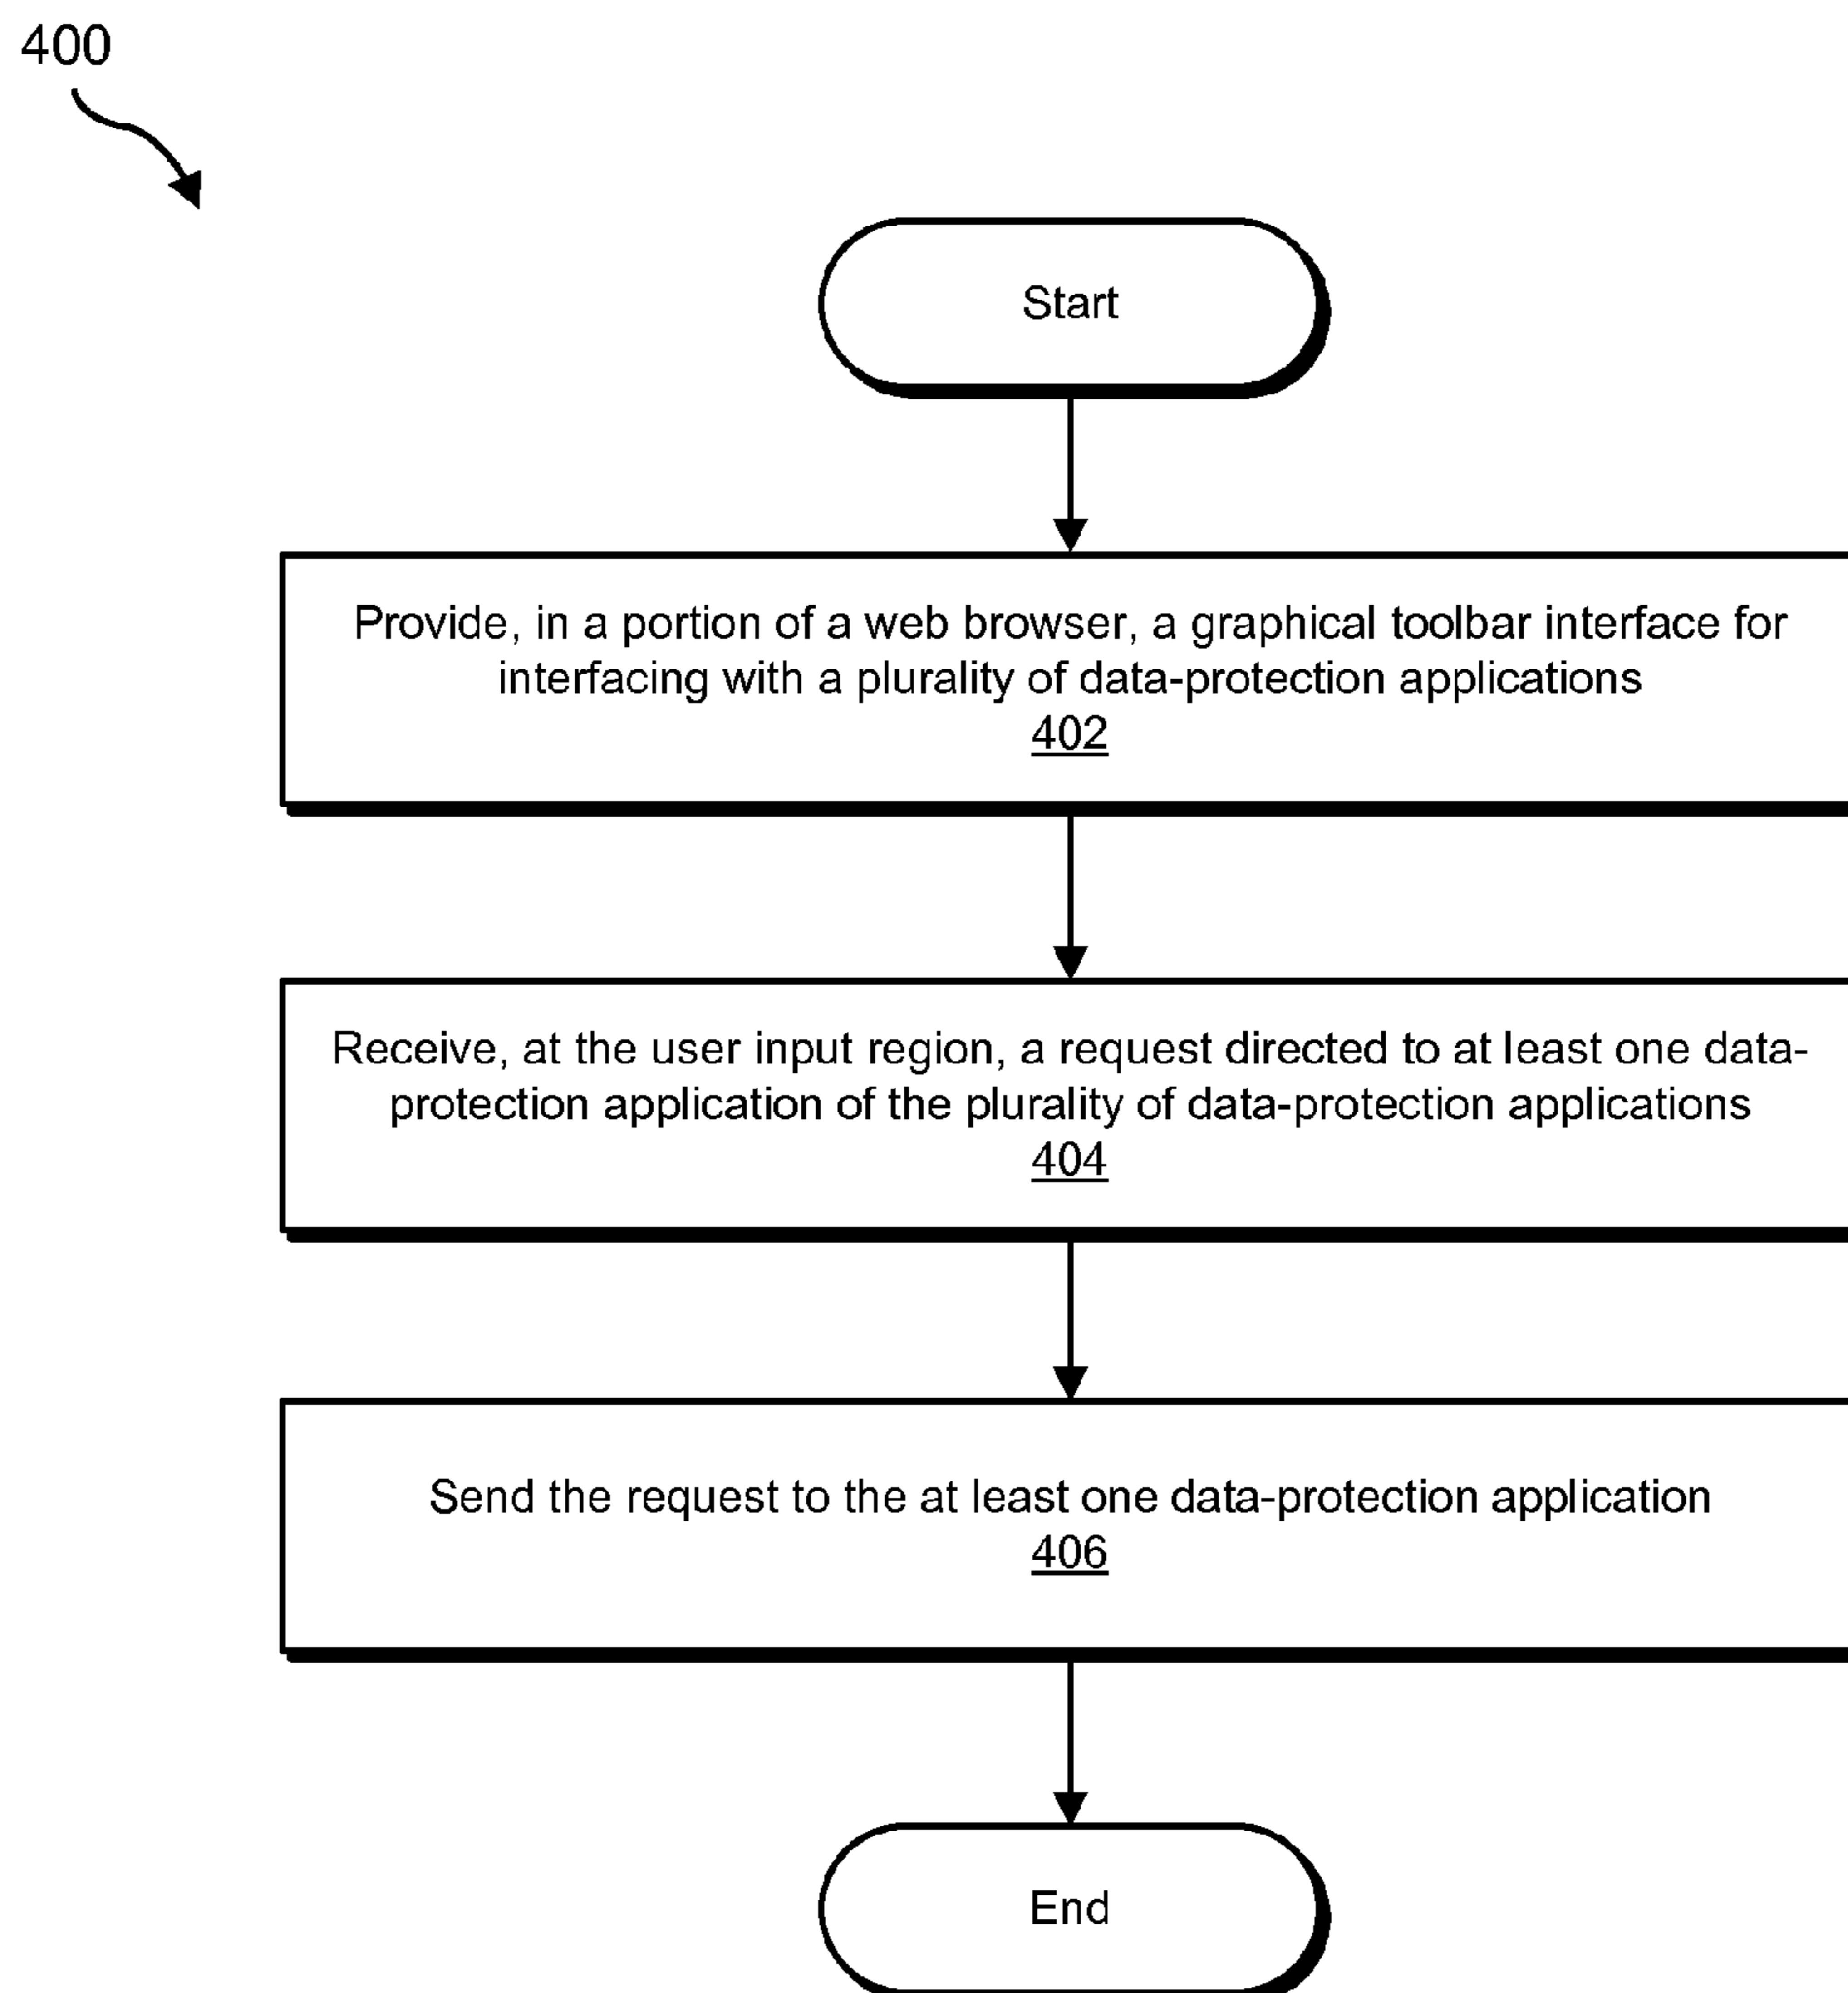 400
Start
Provide, in a portion of a web browser, a graphical toolbar interface for
interfacing with a plurality of data-protection applications
402
Receive, at the user input region, a request directed to at least one data-
protection application of the plurality of data-protection applications
404
Send the request to the at least one data-protection application
406
End